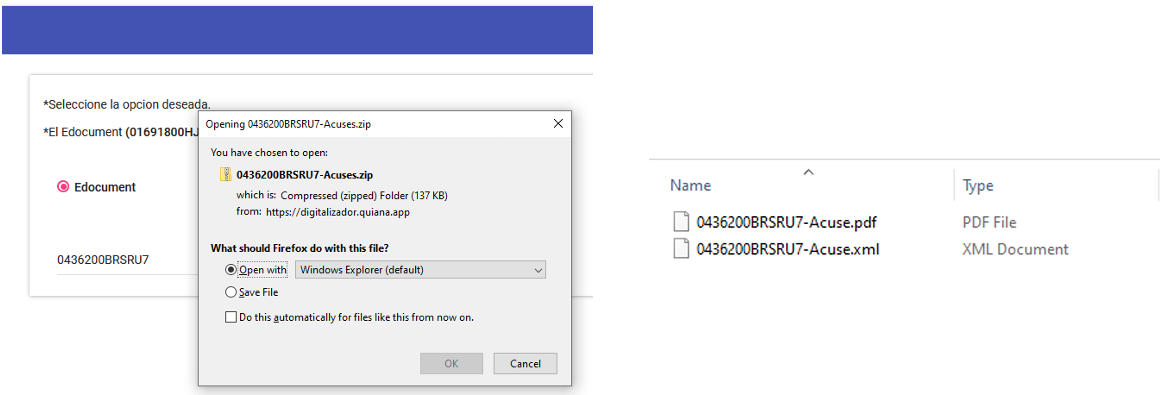 *Seleccione la opcion deseada.
*El Edocument (01691800HJ
Edocument
0436200BRSRU7
Opening 0436200BRSRU7-Acuses.zip
You have chosen to open:
0436200BRSRU7-Acuses.zip
which is: Compressed (zipped) Folder (137 KB)
from: https://digitalizador.quiana.app
What should Firefox do with this file?
Open with Windows Explorer (default)
Save File
Do this automatically for files like this from now on.
OK Cancel
Name Type
0436200BRSRU7-Acuse.pdf PDF File
0436200BRSRU7-Acuse.xml XML Document